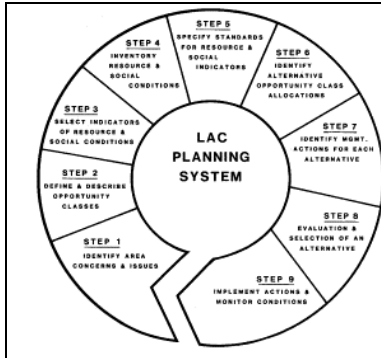 LAC
PLANNING
SYSTEM
STEP 1
IDENTIFY AREA
CONCERNS & ISSUES
STEP 2
DEFINE & DESCRIBE
OPPORTUNITY
CLASSES
STEP 3
SELECT INDICATORS
OF RESOURCE &
SOCIAL CONDITIONS
STEP 4
INVENTORY
RESOURCE &
SOCIAL
CONDITIONS
STEP 5
SPECIFY STANDARDS
FOR RESOURCE &
SOCIAL
INDICATORS
STEP 6
IDENTIFY
ALTERNATIVE
OPPORTUNITY CLASS
ALLOCATIONS
STEP 7
IDENTIFY MGMT.
ACTIONS FOR EACH
ALTERNATIVE
STEP 8
EVALUATION &
SELECTION OF AN
ALTERNATIVE
STEP 9
IMPLEMENT ACTIONS &
MONITOR CONDITIONS